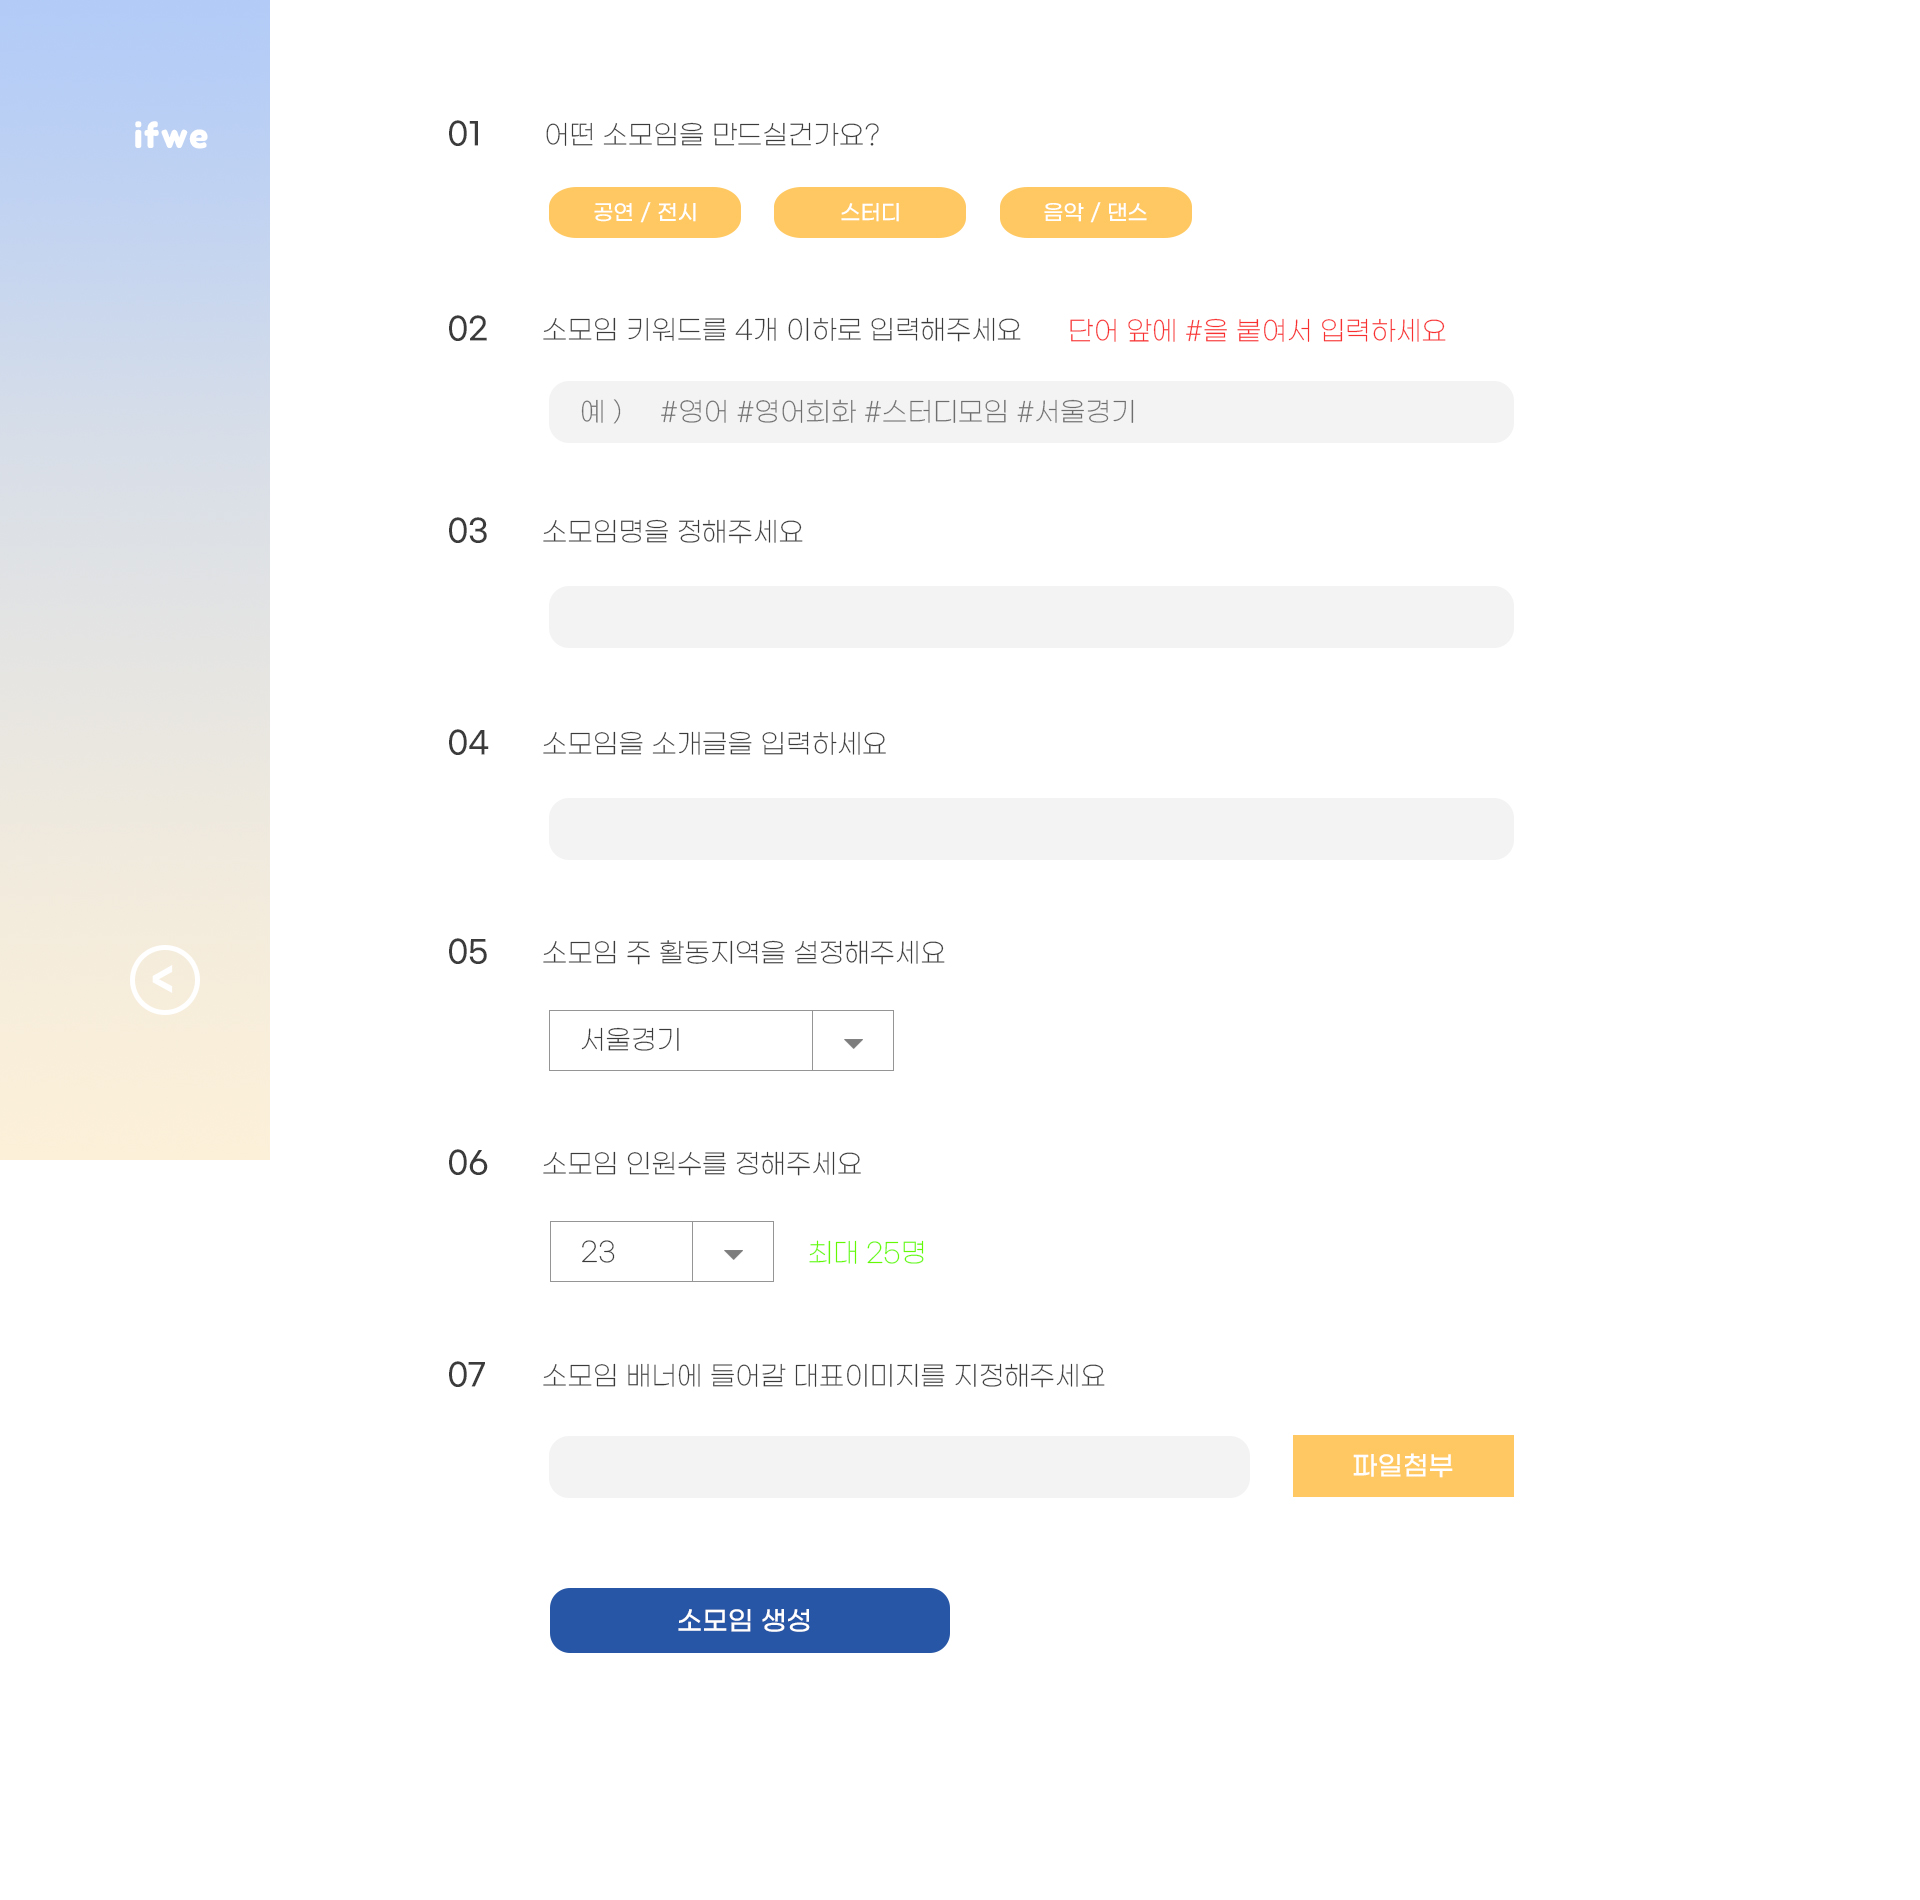 ifwe
01 어떤 소모임을 만드실건가요?
공연 / 전시 스터디 음악 / 댄스
02 소모임 키워드를 4개 이하로 입력해주세요 단어 앞에 #을 붙여서 입력하세요
예 ) #영어 #영어회화 #스터디모임 #서울경기
03 소모임명을 정해주세요
04 소모임을 소개글을 입력하세요
05 소모임 주 활동지역을 설정해주세요
<
서울경기
06 소모임 인원수를 정해주세요
23 최대 25명
07 소모임 배너에 들어갈 대표이미지를 지정해주세요
파일첨부
소모임 생성